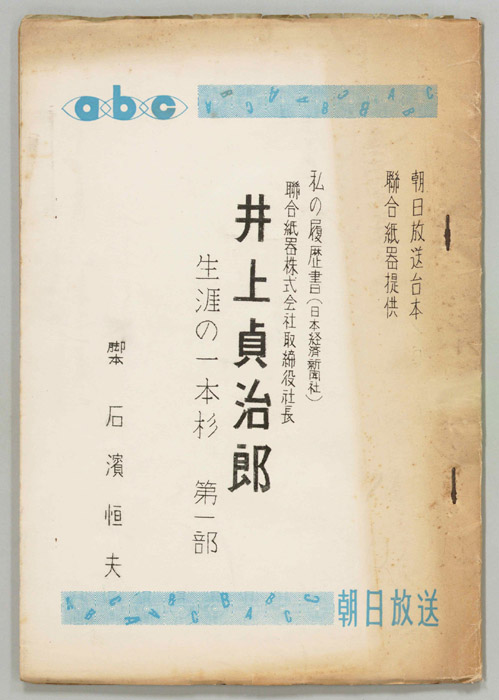 abc
朝日放送台本
聯合紙器提供
私の履歴書(日本経済新聞社)
聯合紙器株式会社取締役社長
井上貞治郎
生涯の一本杉 第一部
脚本 石濱恒夫
朝日放送